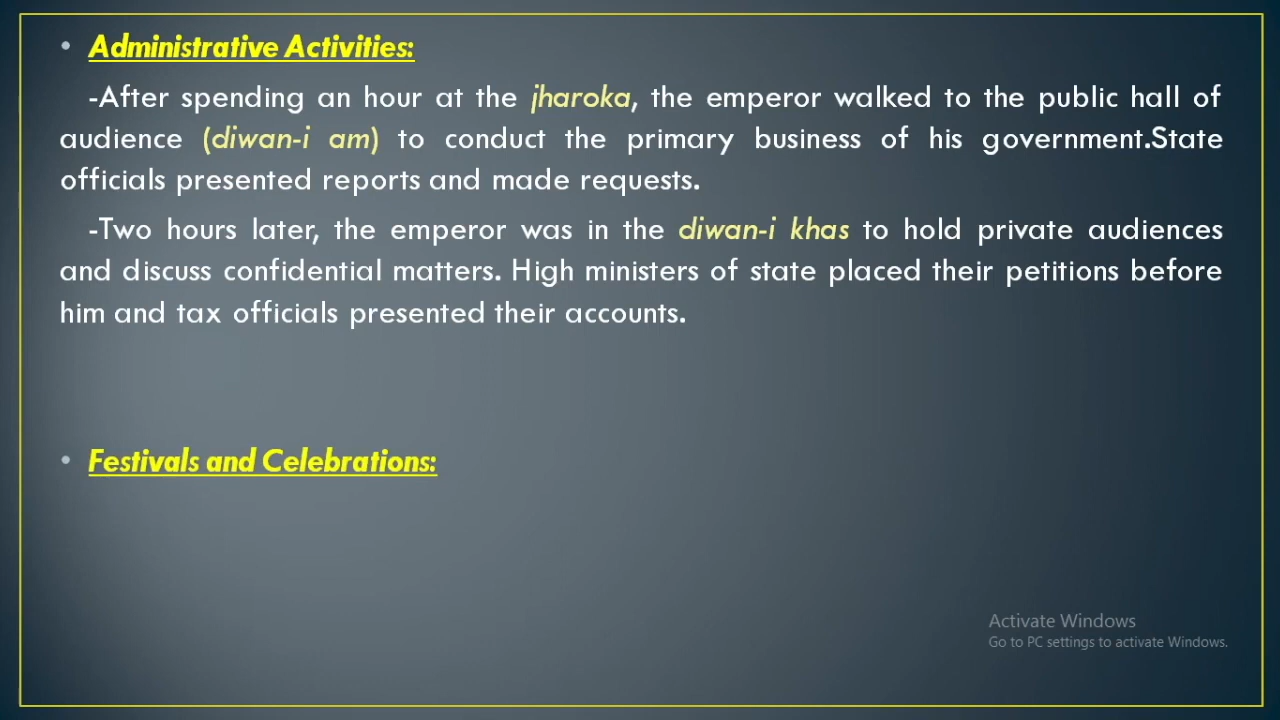 • Administrative Activities:
-After spending an hour at the jharoka, the emperor walked to the public hall of
audience (diwan-i am) to conduct the primary business of his government.State
officials presented reports and made requests.
-Two hours later, the emperor was in the diwan-i khas to hold private audiences
and discuss confidential matters. High ministers of state placed their petitions before
him and tax officials presented their accounts.
• Festivals and Celebrations:
Activate Windows
Go to PC settings to activate Windows.